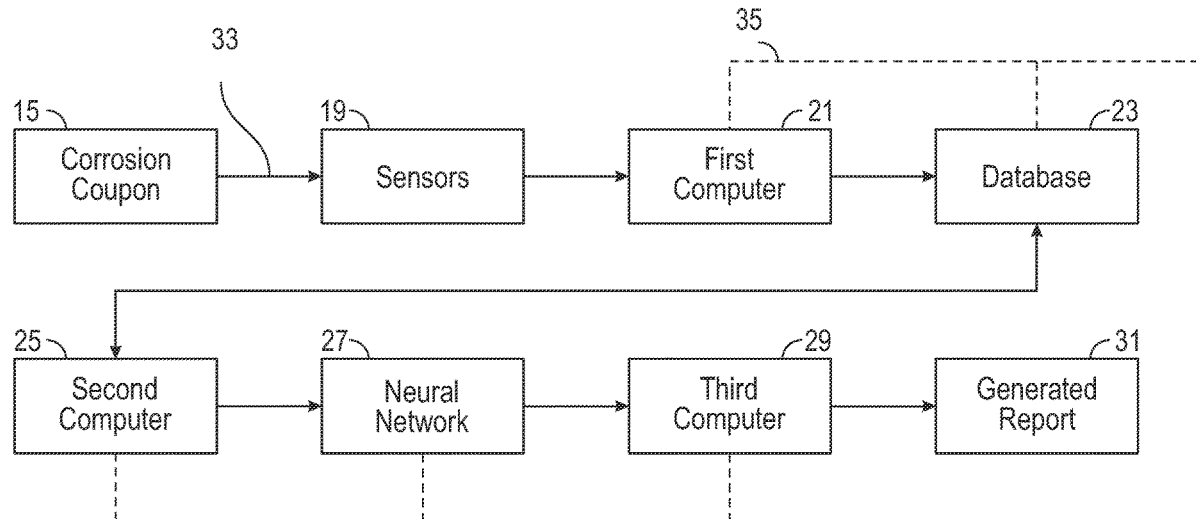 33
35
15
Corrosion
Coupon
19
Sensors
21
First
Computer
23
Database
25
Second
Computer
27
Neural
Network
29
Third
Computer
31
Generated
Report